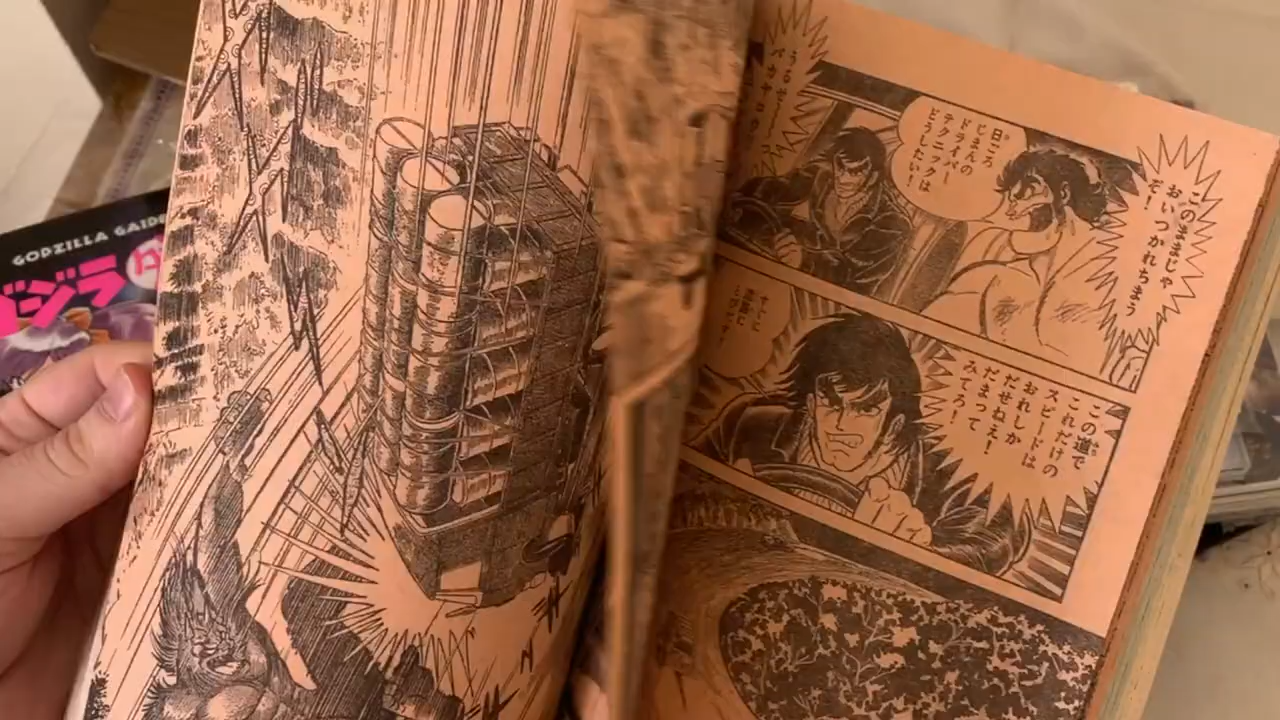 GODZILLA GAIDE
ジラ
このままじゃ
おいつかれちまう
ぞ!
日ごろ
じまんの
ドライバー
テクニックは
どうしたい!
うるせー
バカヤロウ
この道で
これだけの
スピードは
おれしか
だせねえ!
だまって
みてろ!